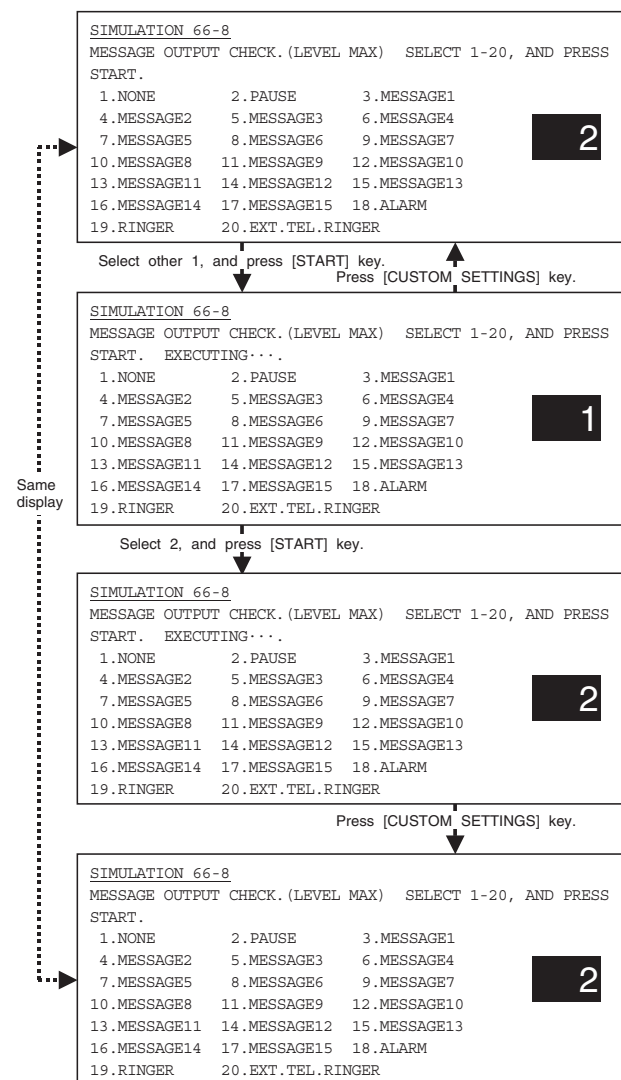 SIMULATION 66-8
MESSAGE OUTPUT CHECK.(LEVEL MAX) SELECT 1-20, AND PRESS
START.
1.NONE 2.PAUSE 3.MESSAGE1
4.MESSAGE2 5.MESSAGE3 6.MESSAGE4
7.MESSAGE5 8.MESSAGE6 9.MESSAGE7
2
10.MESSAGE8 11.MESSAGE9 12.MESSAGE10
13.MESSAGE11 14.MESSAGE12 15.MESSAGE13
16.MESSAGE14 17.MESSAGE15 18.ALARM
19.RINGER 20.EXT.TEL.RINGER
Select other 1, and press [START] key.
Press [CUSTOM SETTINGS] key.
SIMULATION 66-8
MESSAGE OUTPUT CHECK.(LEVEL MAX) SELECT 1-20, AND PRESS
START. EXECUTING···.
1.NONE 2.PAUSE 3.MESSAGE1
4.MESSAGE2 5.MESSAGE3 6.MESSAGE4
7.MESSAGE5 8.MESSAGE6 9.MESSAGE7
1
10.MESSAGE8 11.MESSAGE9 12.MESSAGE10
13.MESSAGE11 14.MESSAGE12 15.MESSAGE13
16.MESSAGE14 17.MESSAGE15 18.ALARM
19.RINGER 20.EXT.TEL.RINGER
Same
display
Select 2, and press [START] key.
SIMULATION 66-8
MESSAGE OUTPUT CHECK.(LEVEL MAX) SELECT 1-20, AND PRESS
START. EXECUTING···.
1.NONE 2.PAUSE 3.MESSAGE1
4.MESSAGE2 5.MESSAGE3 6.MESSAGE4
7.MESSAGE5 8.MESSAGE6 9.MESSAGE7
2
10.MESSAGE8 11.MESSAGE9 12.MESSAGE10
13.MESSAGE11 14.MESSAGE12 15.MESSAGE13
16.MESSAGE14 17.MESSAGE15 18.ALARM
19.RINGER 20.EXT.TEL.RINGER
Press [CUSTOM SETTINGS] key.
SIMULATION 66-8
MESSAGE OUTPUT CHECK.(LEVEL MAX) SELECT 1-20, AND PRESS
START.
1.NONE 2.PAUSE 3.MESSAGE1
4.MESSAGE2 5.MESSAGE3 6.MESSAGE4
7.MESSAGE5 8.MESSAGE6 9.MESSAGE7
2
10.MESSAGE8 11.MESSAGE9 12.MESSAGE10
13.MESSAGE11 14.MESSAGE12 15.MESSAGE13
16.MESSAGE14 17.MESSAGE15 18.ALARM
19.RINGER 20.EXT.TEL.RINGER